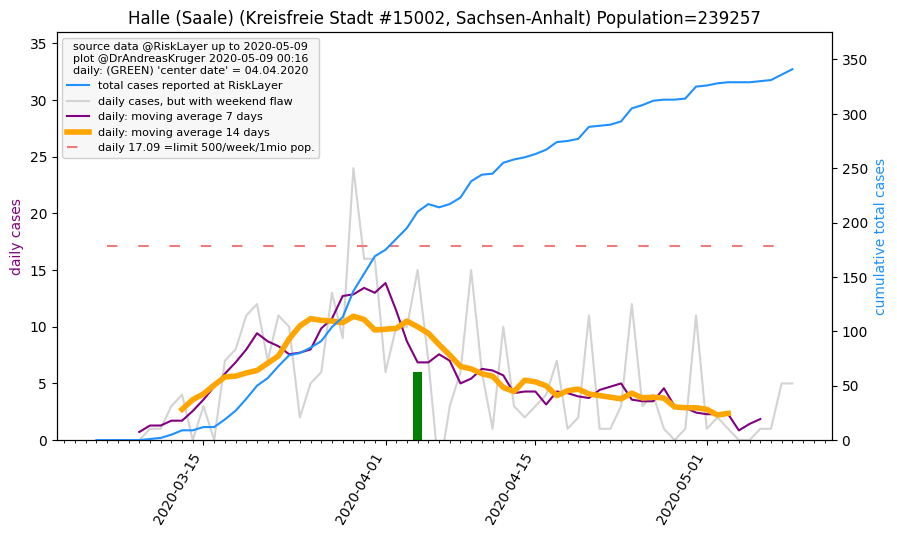 Halle (Saale) (Kreisfreie Stadt #15002, Sachsen-Anhalt) Population=239257
source data @RiskLayer up to 2020-05-09
plot @DrAndreasKruger 2020-05-09 00:16
daily: (GREEN) 'center date' = 04.04.2020
total cases reported at RiskLayer
daily cases, but with weekend flaw
daily: moving average 7 days
daily: moving average 14 days
daily 17.09 =limit 500/week/1mio pop.
daily cases
35
30
25
20
15
10
5
0
cumulative total cases
350
300
250
200
150
100
50
0
2020-03-15
2020-04-01
2020-04-15
2020-05-01